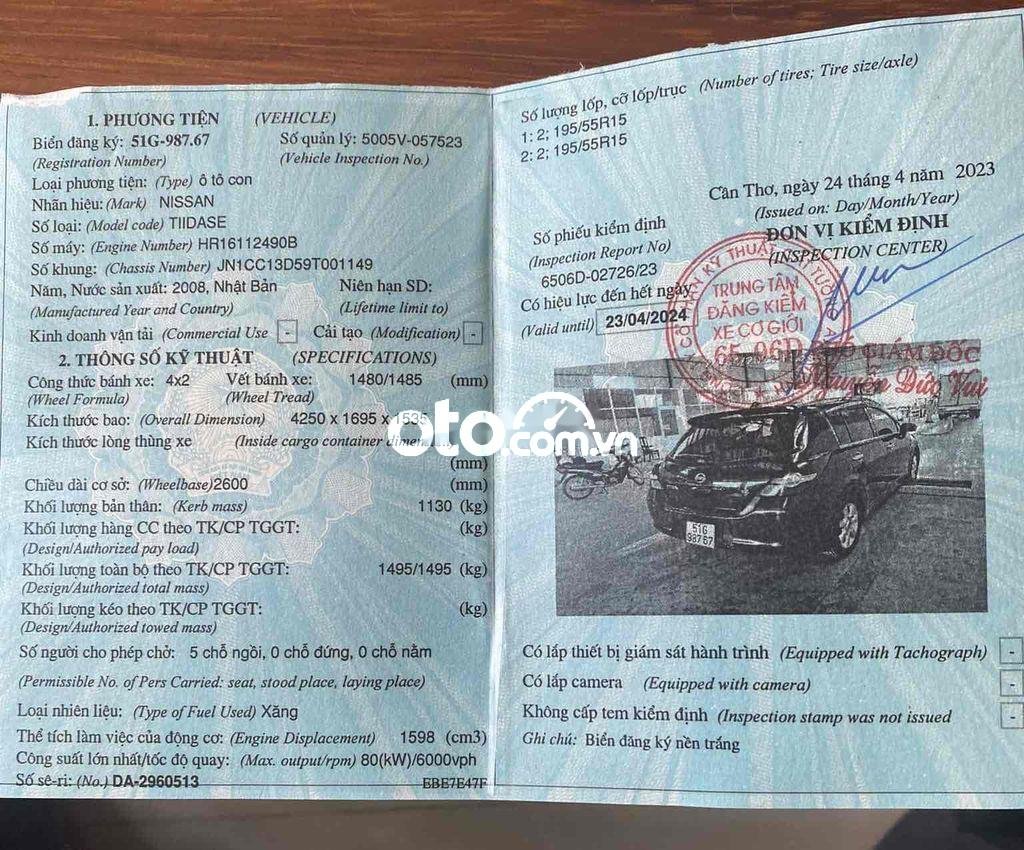 1. PHƯƠNG TIỆN (VEHICLE)
Biển đăng ký: 51G-987.67 Số quản lý: 5005V-057523
(Registration Number) (Vehicle Inspection No.)
Loại phương tiện: (Type) ô tô con
Nhãn hiệu: (Mark) NISSAN
Số loại: (Model code) TIIDASE
Số máy: (Engine Number) HR16112490B
Số khung: (Chassis Number) JN1CC13D59T001149
Năm, Nước sản xuất: 2008, Nhật Bản Niên hạn SD:
(Manufactured Year and Country) (Lifetime limit to)
Kinh doanh vận tải (Commercial Use - Cải tạo (Modification) -
2. THÔNG SỐ KỸ THUẬT (SPECIFICATIONS)
Công thức bánh xe: 4x2 Vết bánh xe: 1480/1485 (mm)
(Wheel Formula) (Wheel Tread)
Kích thước bao: (Overall Dimension) 4250 x 1695 x 1535
Kích thước lòng thùng xe (Inside cargo container
(mm)
Chiều dài cơ sở: (Wheelbase)2600 (mm)
Khối lượng bản thân: (Kerb mass) 1130 (kg)
Khối lượng hàng CC theo TK/CP TGGT: (kg)
(Design/Authorized pay load)
Khối lượng toàn bộ theo TK/CP TGGT: 1495/1495 (kg)
(Design/Authorized total mass)
Khối lượng kéo theo TK/CP TGGT: (kg)
(Design/Authorized towed mass)
Số người cho phép chở: 5 chỗ ngồi, 0 chỗ đứng, 0 chỗ nằm
(Permissible No. of Pers Carried: seat, stood place, laying place)
Loại nhiên liệu: (Type of Fuel Used) Xăng
Thể tích làm việc của động cơ: (Engine Displacement) 1598 (cm3)
Công suất lớn nhất/tốc độ quay: (Max. output/rpm) 80(kW)/6000vph
Số sê-ri: (No.) DA-2960513 EBE7E47F
Số lượng lốp, cỡ lốp/trục (Number of tires; Tire size/axle)
1: 2; 195/55R15
2: 2; 195/55R15
Cần Thơ, ngày 24 tháng 4 năm 2023
(Issued on: Day/Month/Year)
Số phiếu kiểm định
ĐƠN VỊ KIỂM ĐỊNH
(Inspection Report No)
(INSPECTION CENTER)
6506D-02726/23
Có hiệu lực đến hết ngày
(Valid until) 23/04/2024
TRUNG TÂM
ĐĂNG KIỂM
XE CƠ GIỚI
65-06D
GIÁM ĐỐC
Nguyễn Đức Vui
51G
987.67
Có lắp thiết bị giám sát hành trình (Equipped with Tachograph) -
Có lắp camera (Equipped with camera) -
Không cấp tem kiểm định (Inspection stamp was not issued -
Ghi chú: Biển đăng ký nền trắng
oto.com.vn